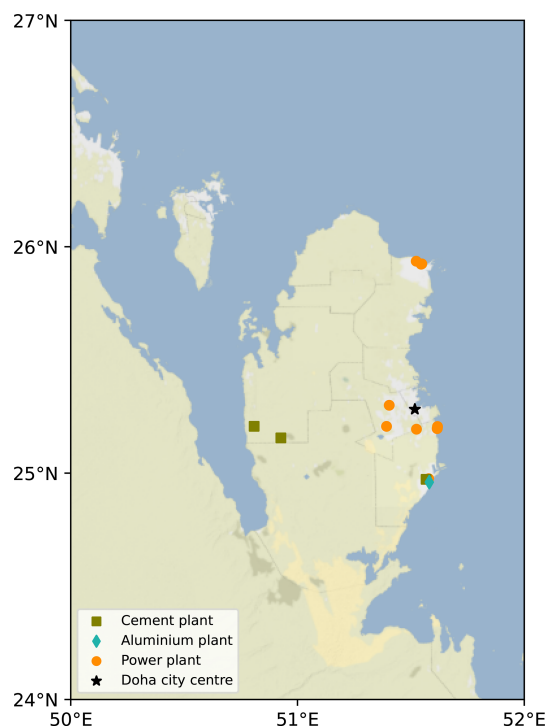 27°N
26°N
25°N
24°N
Cement plant
Aluminium plant
Power plant
Doha city centre
50°E
51°E
52°E